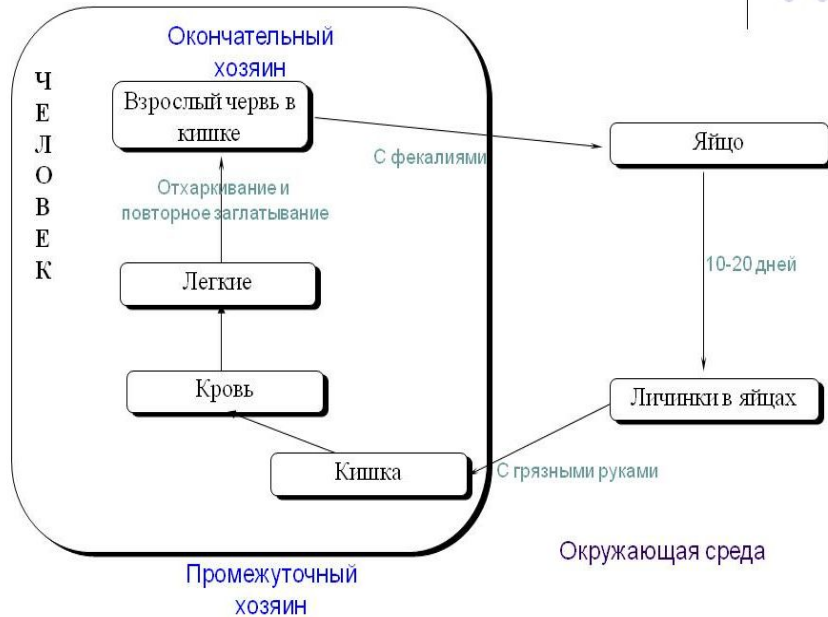 Окончательный
хозяин
Ч
Е
Л
О
В
Е
К
Взрослый червь в
кишке
С фекалиями
Яйцо
Отхаркивание и
повторное заглатывание
10-20 дней
Легкие
Кровь
Личинки в яйцах
Кишка
С грязными руками
Окружающая среда
Промежуточный
хозяин